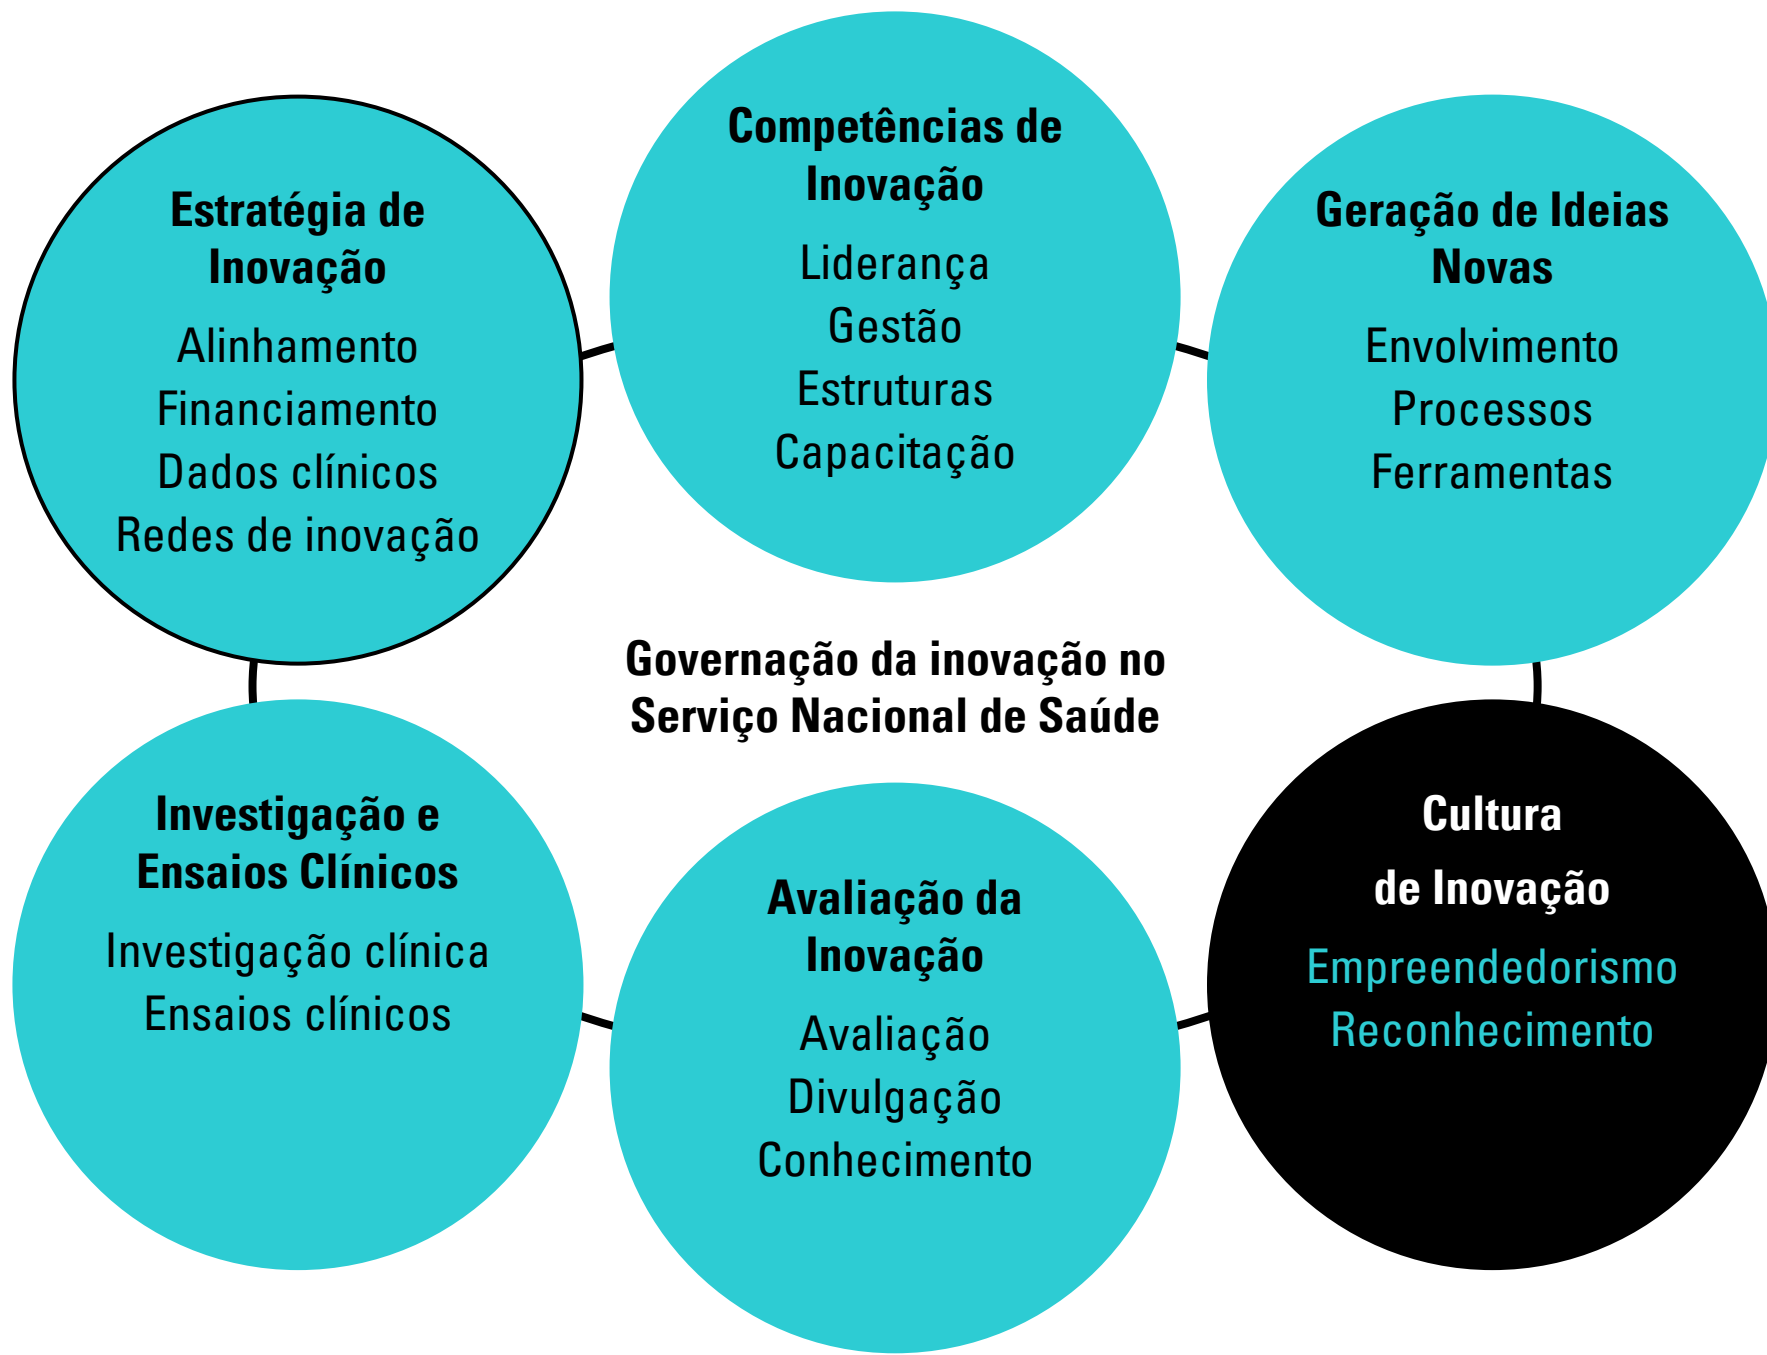 Estratégia de
Inovação
Alinhamento
Financiamento
Dados clínicos
Redes de inovação
Competências de
Inovação
Liderança
Gestão
Estruturas
Capacitação
Geração de Ideias
Novas
Envolvimento
Processos
Ferramentas
Governação da inovação no
Serviço Nacional de Saúde
Investigação e
Ensaios Clínicos
Investigação clínica
Ensaios clínicos
Avaliação da
Inovação
Avaliação
Divulgação
Conhecimento
Cultura
de Inovação
Empreendedorismo
Reconhecimento